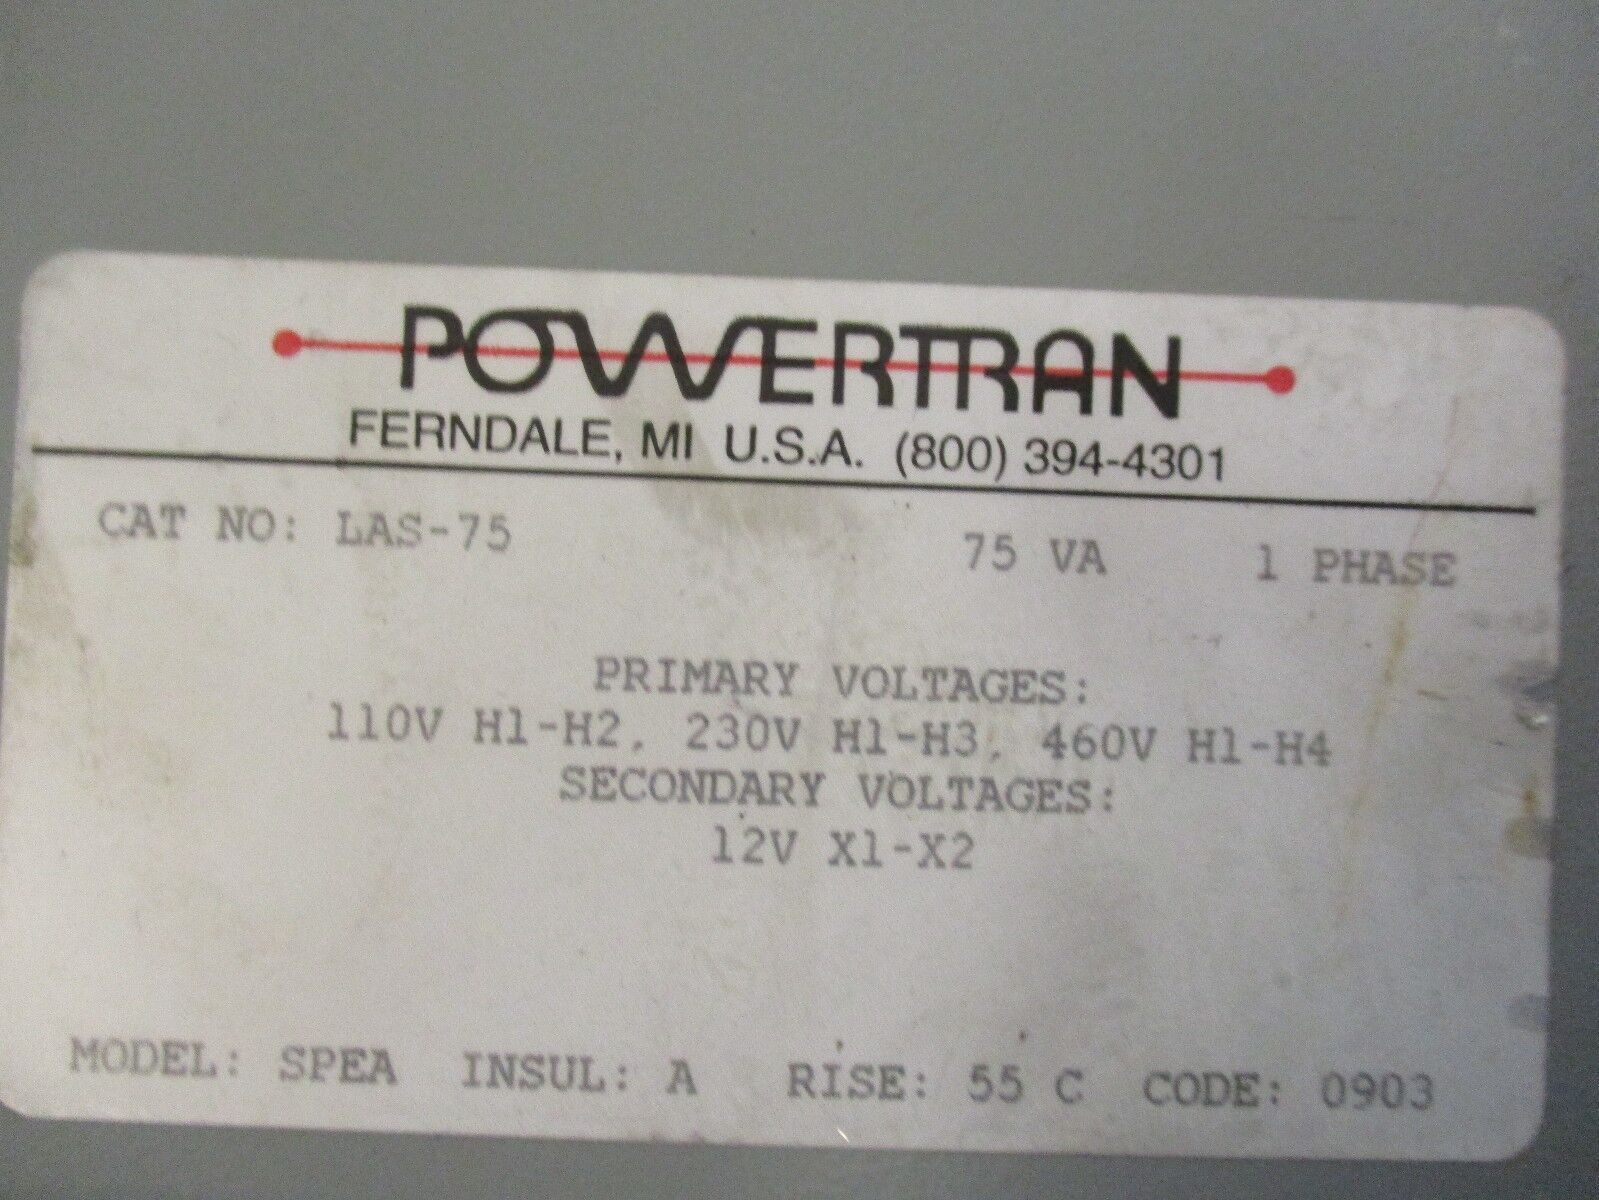 POWERTRAN
FERNDALE, MI U.S.A. (800) 394-4301
CAT NO: LAS-75 75 VA 1 PHASE
PRIMARY VOLTAGES:
110V H1-H2, 230V H1-H3, 460V H1-H4
SECONDARY VOLTAGES:
12V X1-X2
MODEL: SPEA INSUL: A RISE: 55 C CODE: 0903